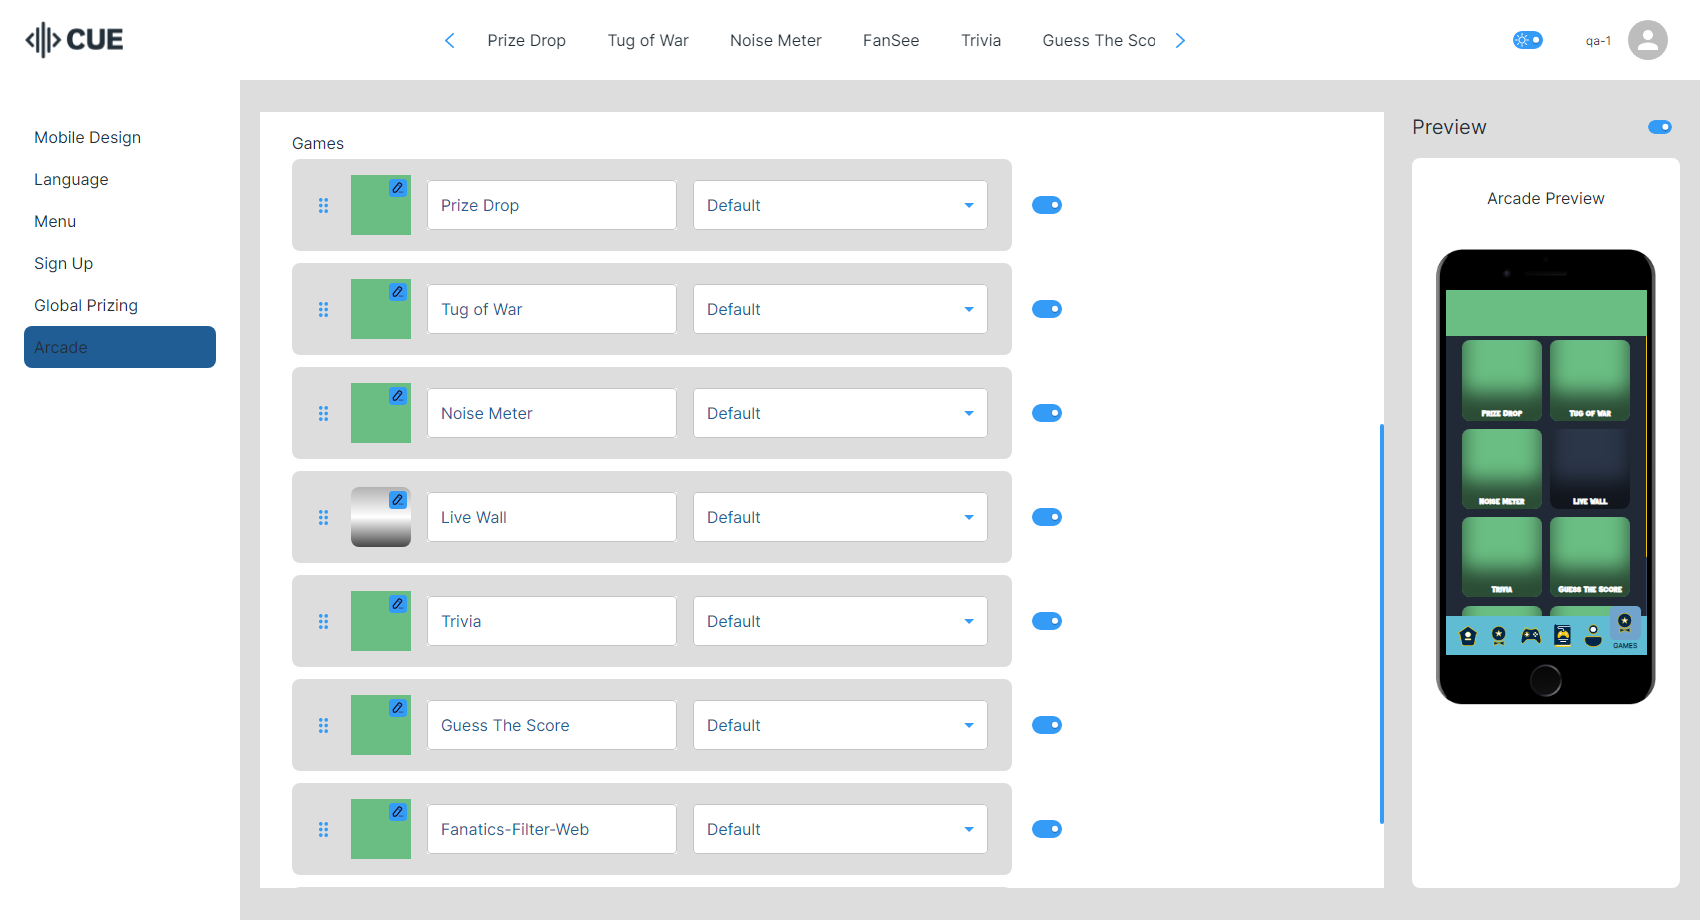 CUE
Prize Drop
Tug of War
Noise Meter
FanSee
Trivia
Guess The Sco
qa-1
Mobile Design
Language
Menu
Sign Up
Global Prizing
Arcade
Games
Prize Drop Default
Tug of War Default
Noise Meter Default
Live Wall Default
Trivia Default
Guess The Score Default
Fanatics-Filter-Web Default
Preview
Arcade Preview
Prize Drop Tug of War
Noise Meter Live Wall
Trivia Guess The Score
GAMES